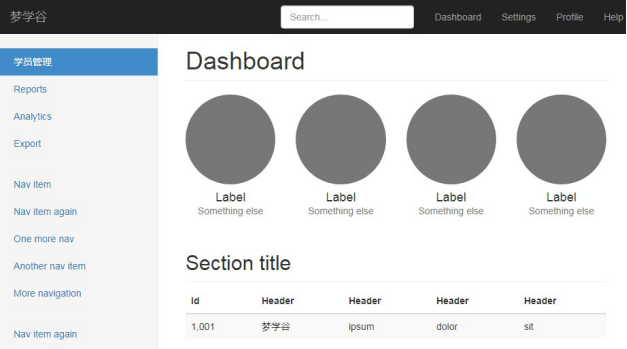 梦学谷 Search... Dashboard Settings Profile Help
学员管理
Reports
Analytics
Export
Nav item
Nav item again
One more nav
Another nav item
More navigation
Nav item again
Dashboard
Label Label Label Label
Something else Something else Something else Something else
Section title
Id Header Header Header Header
1,001 梦学谷 ipsum dolor sit